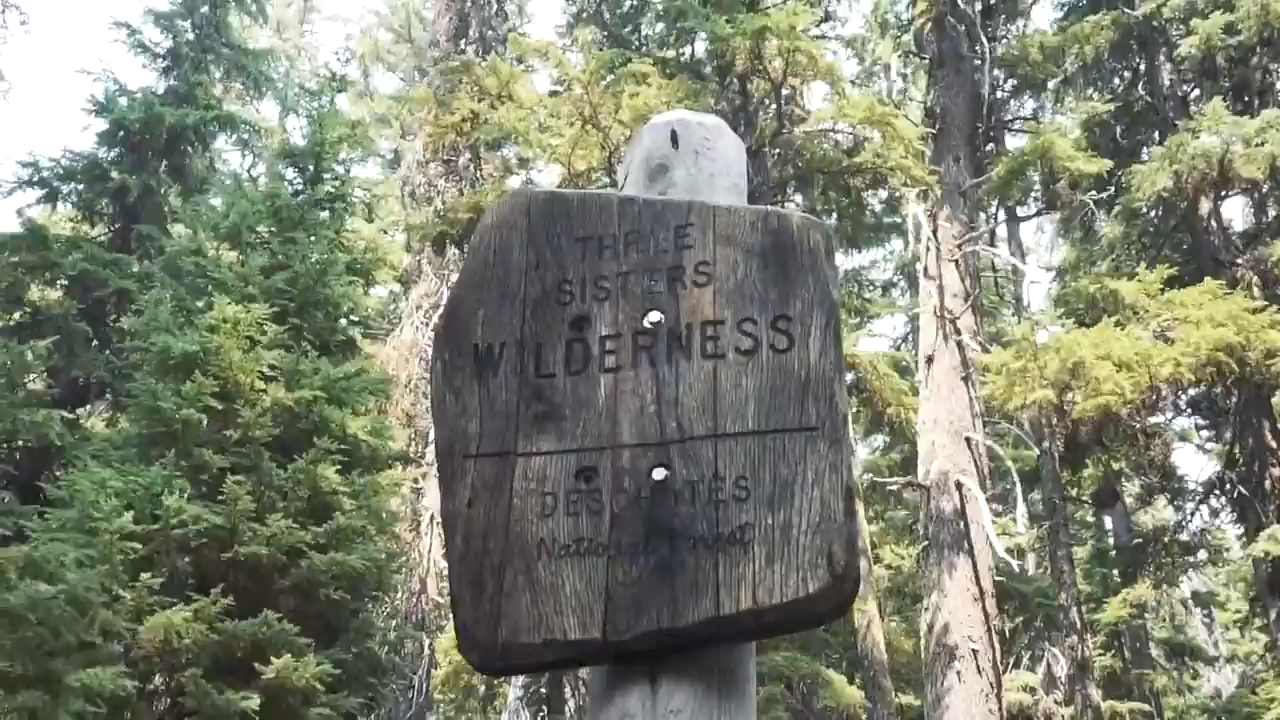 THREE
SISTERS
WILDERNESS
DESCHUTES
National Forest